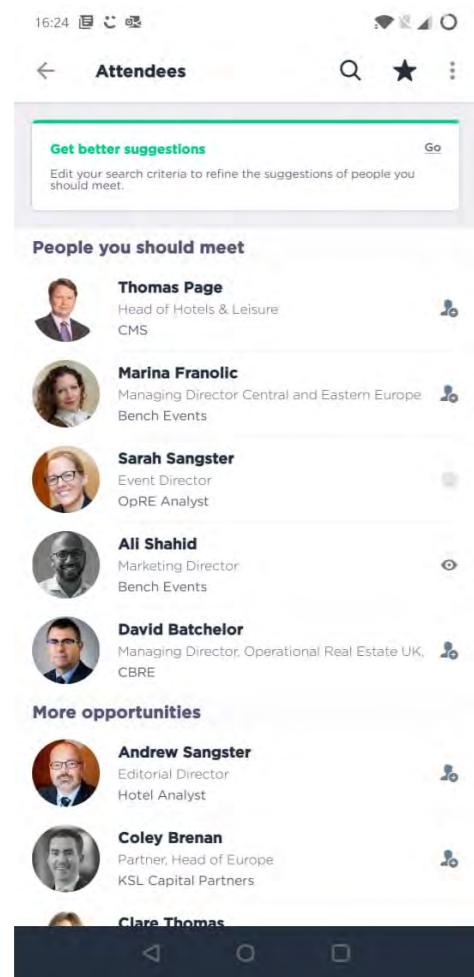 16:24
Attendees
Get better suggestions
Go
Edit your search criteria to refine the suggestions of people you
should meet.
People you should meet
Thomas Page
Head of Hotels & Leisure
CMS
Marina Franolic
Managing Director Central and Eastern Europe
Bench Events
Sarah Sangster
Event Director
OpRE Analyst
Ali Shahid
Marketing Director
Bench Events
David Batchelor
Managing Director, Operational Real Estate UK,
CBRE
More opportunities
Andrew Sangster
Editorial Director
Hotel Analyst
Coley Brenan
Partner, Head of Europe
KSL Capital Partners
Clare Thomas